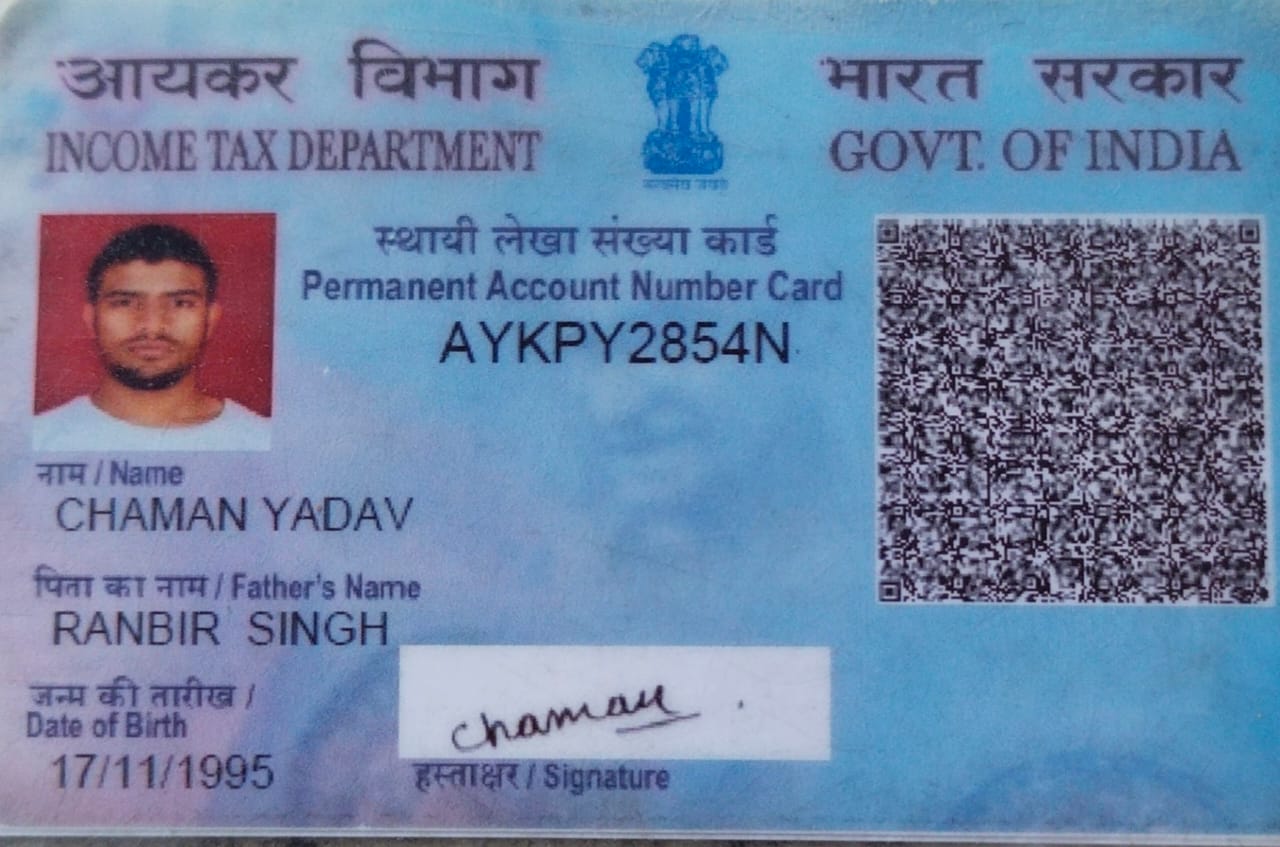 आयकर विभाग
INCOME TAX DEPARTMENT
सत्यमेव जयते
भारत सरकार
GOVT. OF INDIA
स्थायी लेखा संख्या कार्ड
Permanent Account Number Card
AYKPY2854N
नाम / Name
CHAMAN YADAV
पिता का नाम / Father's Name
RANBIR SINGH
जन्म की तारीख /
Date of Birth
17/11/1995
chaman
हस्ताक्षर / Signature